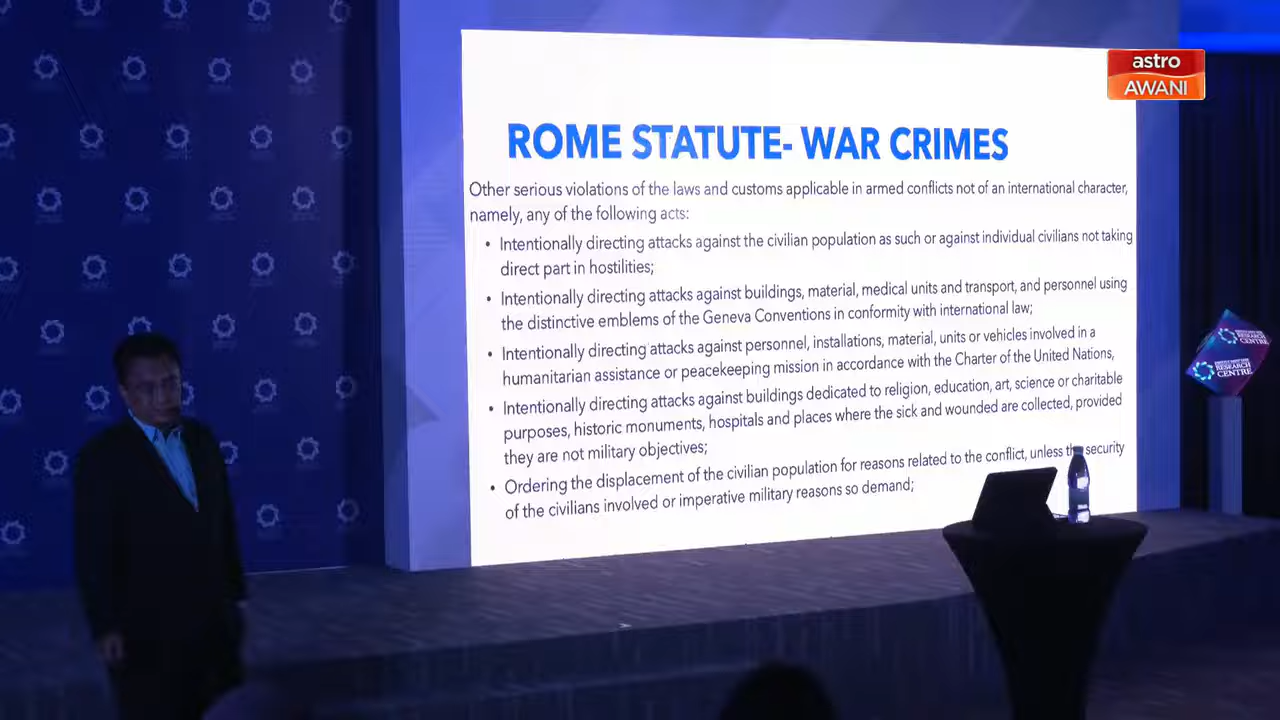 astro
AWANI
ROME STATUTE- WAR CRIMES
Other serious violations of the laws and customs applicable in armed conflicts not of an international character,
namely, any of the following acts:
• Intentionally directing attacks against the civilian population as such or against individual civilians not taking
direct part in hostilities;
• Intentionally directing attacks against buildings, material, medical units and transport, and personnel using
the distinctive emblems of the Geneva Conventions in conformity with international law;
• Intentionally directing attacks against personnel, installations, material, units or vehicles involved in a
humanitarian assistance or peacekeeping mission in accordance with the Charter of the United Nations,
• Intentionally directing attacks against buildings dedicated to religion, education, art, science or charitable
purposes, historic monuments, hospitals and places where the sick and wounded are collected, provided
they are not military objectives;
• Ordering the displacement of the civilian population for reasons related to the conflict, unless the security
of the civilians involved or imperative military reasons so demand;
RESEARCH
CENTRE
RESEARCH
CENTRE